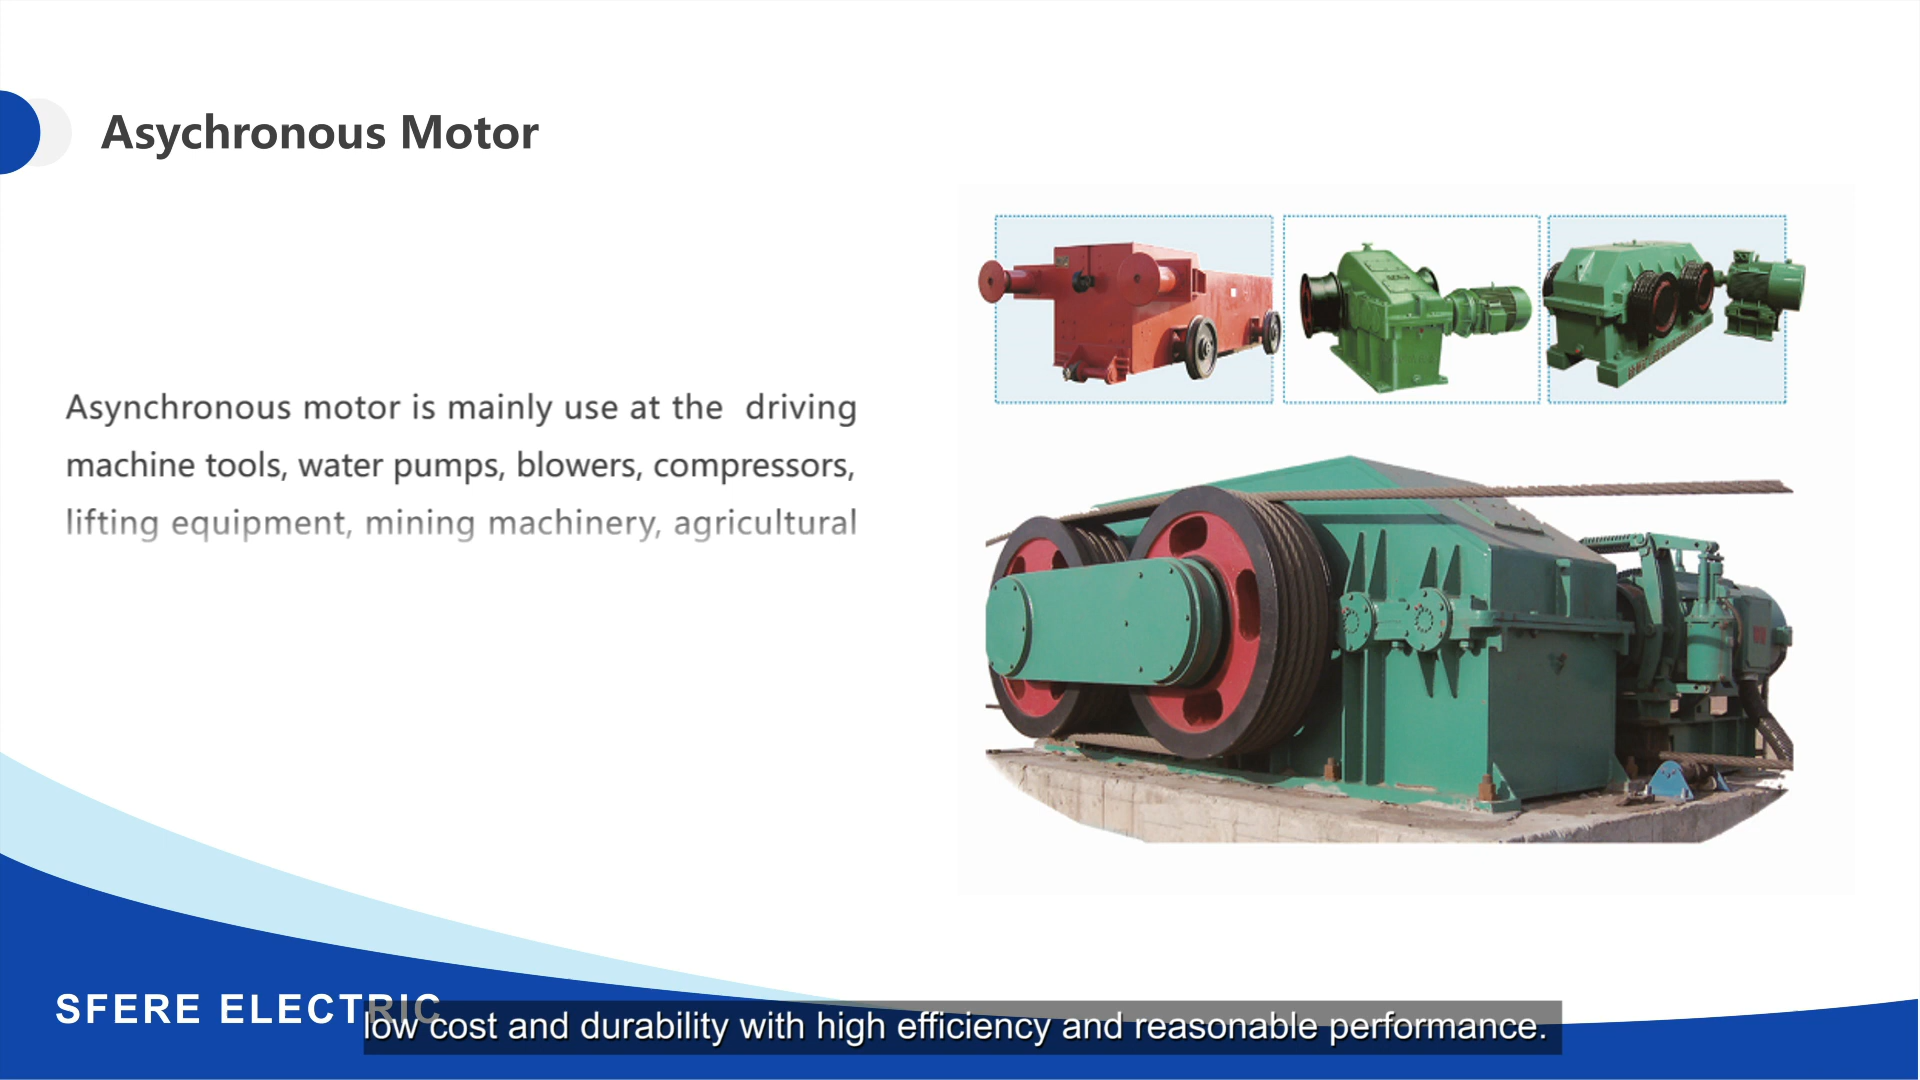 Asychronous Motor
Asynchronous motor is mainly use at the driving
machine tools, water pumps, blowers, compressors,
lifting equipment, mining machinery, agricultural
SFERE ELECTRIC
low cost and durability with high efficiency and reasonable performance.